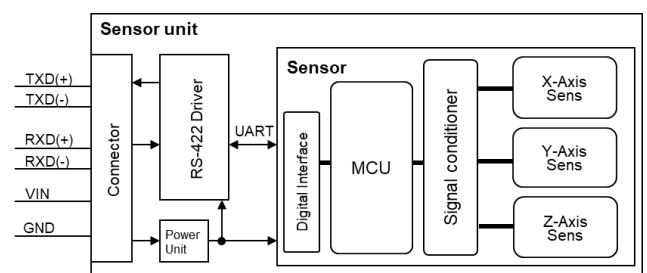 Sensor unit
Sensor
TXD(+)
TXD(-)
RXD(+)
RXD(-)
VIN
GND
Connector
RS-422 Driver
UART
Power
Unit
Digital Interface
MCU
Signal conditioner
X-Axis
Sens
Y-Axis
Sens
Z-Axis
Sens